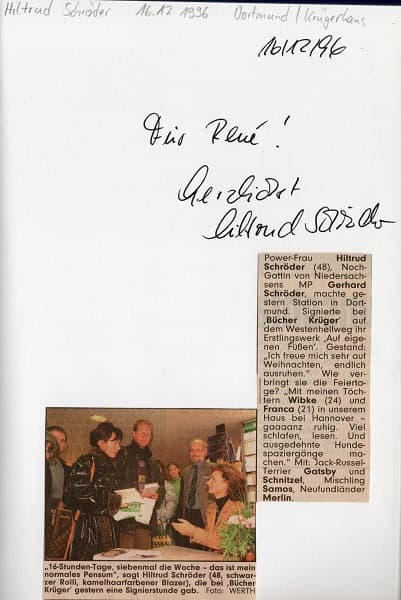 Hiltrud Schröder 16.12.1996 Dortmund / Krügerhaus
16/12/96
Für René!
Herzlichst
Hiltrud Schröder
Power-Frau Hiltrud
Schröder (48), Noch-
Gattin von Niedersach-
sens MP Gerhard
Schröder, machte ge-
stern Station in Dort-
mund. Signierte bei
‚Bücher Krüger' auf
dem Westenhellweg ihr
Erstlingswerk ‚Auf eige-
nen Füßen'. Gestand:
„Ich freue mich sehr auf
Weihnachten, endlich
ausruhen." Wie ver-
bringt sie die Feierta-
ge? „Mit meinen Töch-
tern Wibke (24) und
Franca (21) in unserem
Haus bei Hannover –
gaaaanz ruhig. Viel
schlafen, lesen. Und
ausgedehnte Hunde-
spaziergänge ma-
chen." Mit: Jack-Russel-
Terrier Gatsby und
Schnitzel, Mischling
Samos, Neufundländer
Merlin.
„16-Stunden-Tage, siebenmal die Woche – das ist mein
normales Pensum", sagt Hiltrud Schröder (48, schwar-
zer Rolli, kamelhaarfarbener Blazer), die bei ‚Bücher
Krüger' gestern eine Signierstunde gab. Foto: WERTH